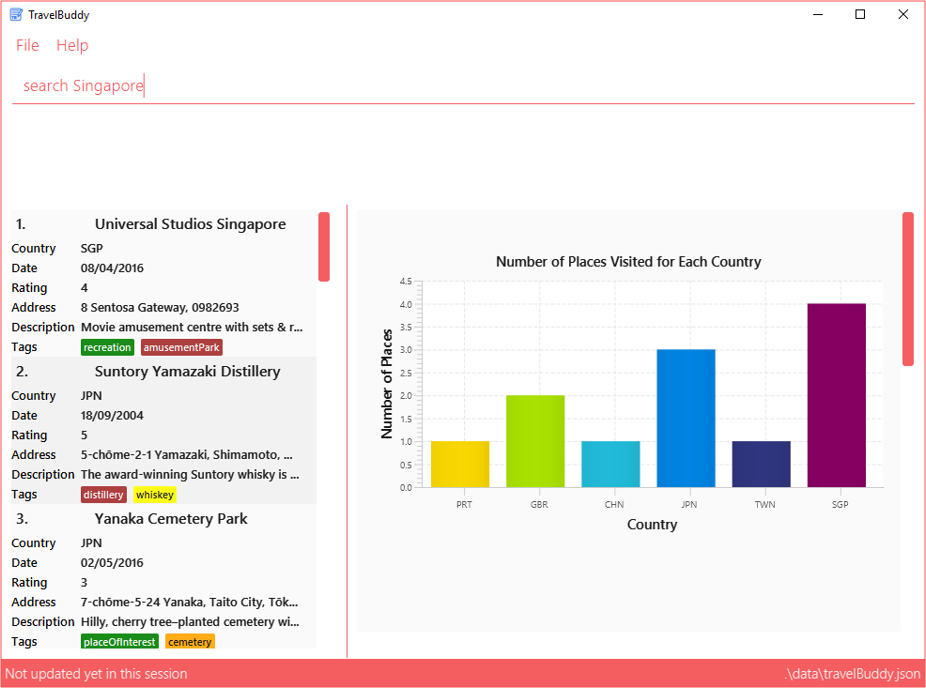 TravelBuddy
File Help
search Singapore
1. Universal Studios Singapore
Country SGP
Date 08/04/2016
Rating 4
Address 8 Sentosa Gateway, 0982693
Description Movie amusement centre with sets & r...
Tags recreation amusementPark
2. Suntory Yamazaki Distillery
Country JPN
Date 18/09/2004
Rating 5
Address 5-chōme-2-1 Yamazaki, Shimamoto, ...
Description The award-winning Suntory whisky is ...
Tags distillery whiskey
3. Yanaka Cemetery Park
Country JPN
Date 02/05/2016
Rating 3
Address 7-chōme-5-24 Yanaka, Taito City, Tōk...
Description Hilly, cherry tree–planted cemetery wi...
Tags placeOfInterest cemetery
Number of Places Visited for Each Country
Number of Places
4.5
4.0
3.5
3.0
2.5
2.0
1.5
1.0
0.5
0.0
PRT GBR CHN JPN TWN SGP
Country
Not updated yet in this session
.\data\travelBuddy.json